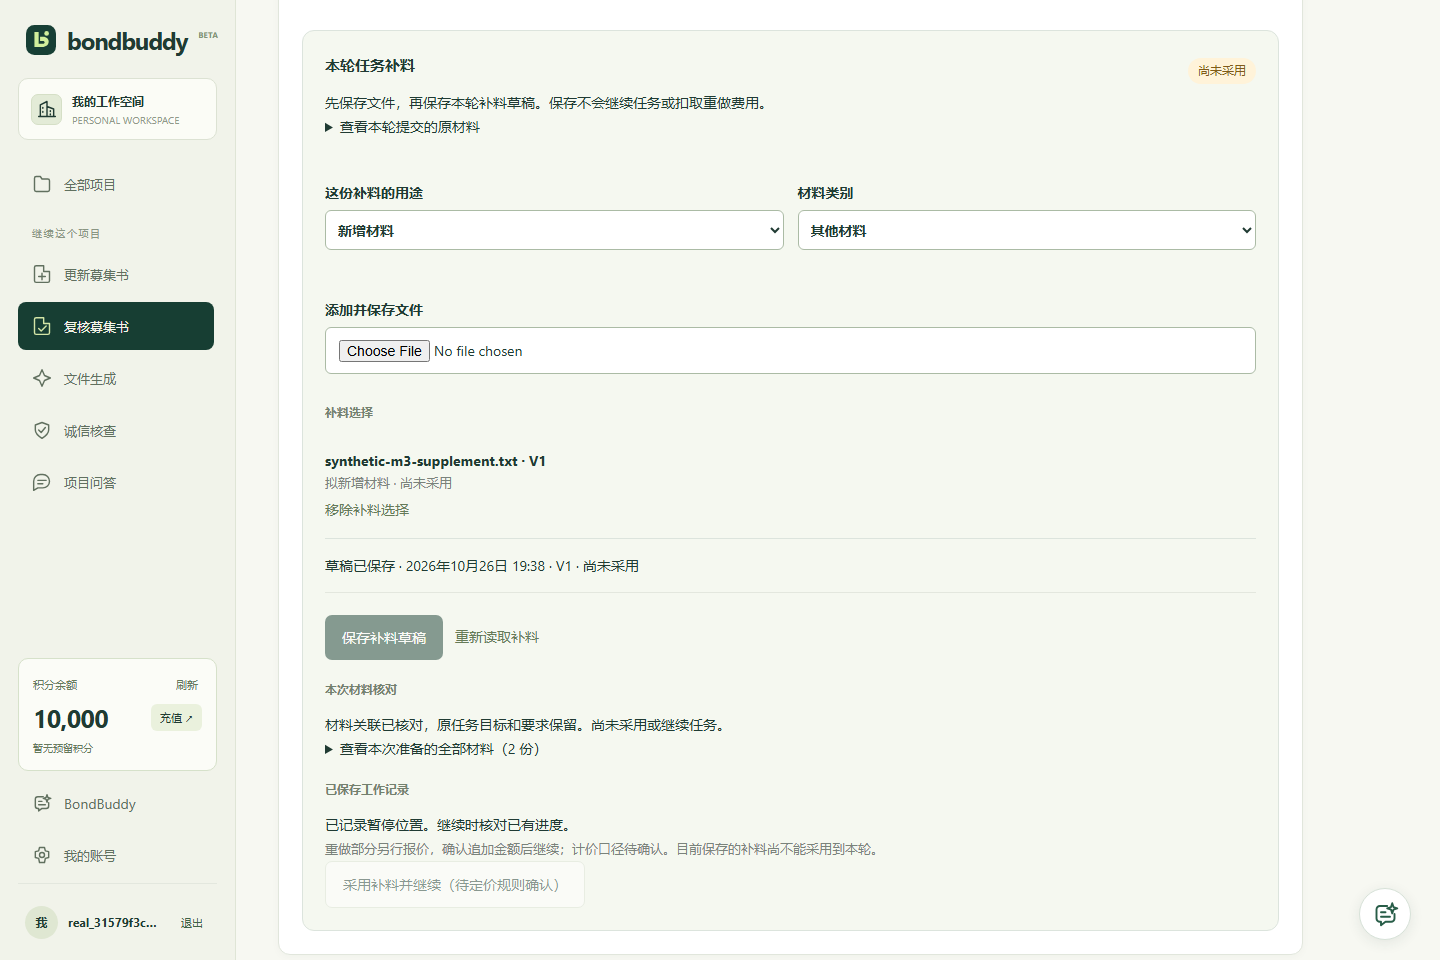 bondbuddy BETA
我的工作空间
PERSONAL WORKSPACE
全部项目
继续这个项目
更新募集书
复核募集书
文件生成
诚信核查
项目问答
积分余额 刷新
10,000 充值 ↗
暂无预留积分
BondBuddy
我的账号
我 real_31579f3c... 退出
本轮任务补料 尚未采用
先保存文件，再保存本轮补料草稿。保存不会继续任务或扣取重做费用。
▶ 查看本轮提交的原材料
这份补料的用途 材料类别
新增材料 其他材料
添加并保存文件
Choose File No file chosen
补料选择
synthetic-m3-supplement.txt · V1
拟新增材料 · 尚未采用
移除补料选择
草稿已保存 · 2026年10月26日 19:38 · V1 · 尚未采用
保存补料草稿 重新读取补料
本次材料核对
材料关联已核对，原任务目标和要求保留。尚未采用或继续任务。
▶ 查看本次准备的全部材料（2 份）
已保存工作记录
已记录暂停位置。继续时核对已有进度。
重做部分另行报价，确认追加金额后继续；计价口径待确认。目前保存的补料尚不能采用到本轮。
采用补料并继续（待定价规则确认）